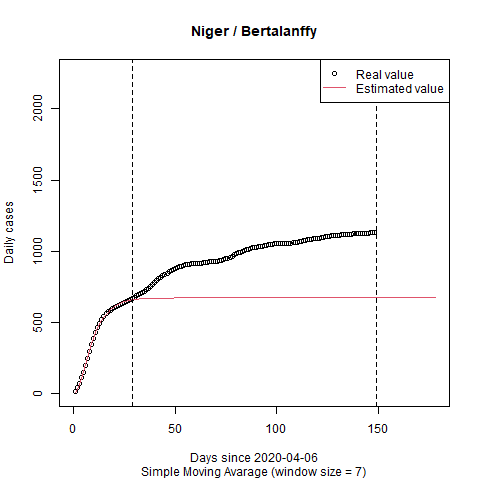 Niger / Bertalanffy
Real value
Estimated value
Daily cases
2000
1500
1000
500
0
0 50 100 150
Days since 2020-04-06
Simple Moving Avarage (window size = 7)